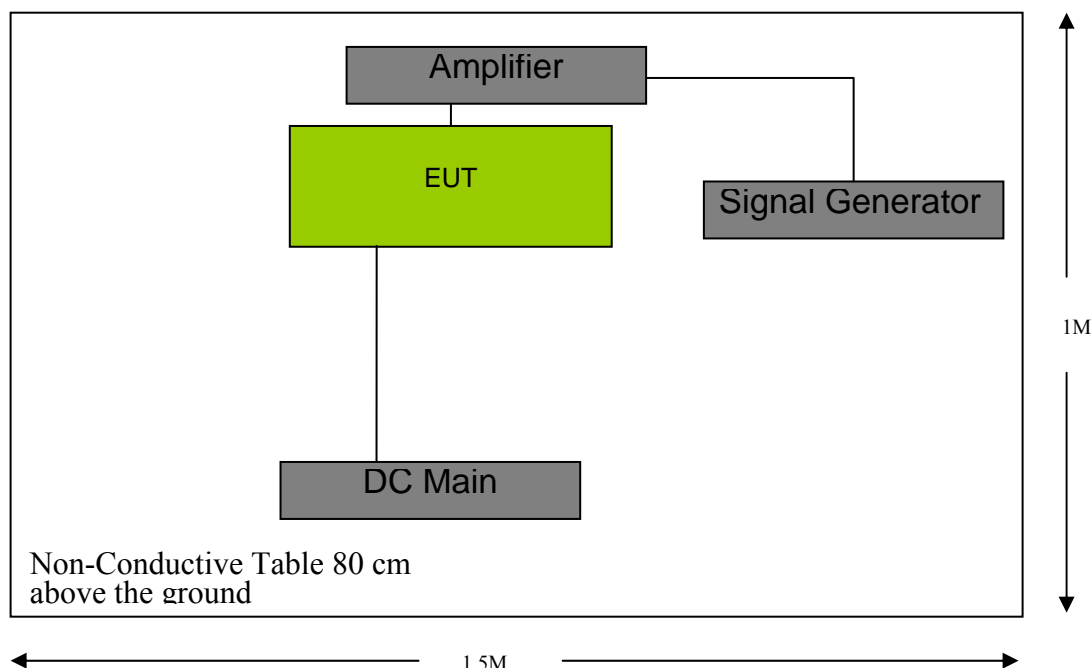 Amplifier
EUT
Signal Generator
1M
DC Main
Non-Conductive Table 80 cm
above the ground
1.5M